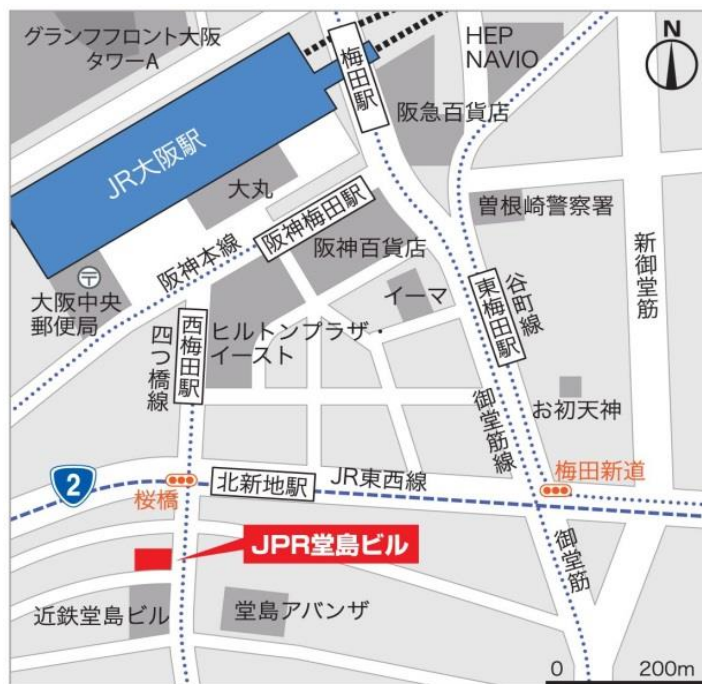 グランフフロント大阪
タワーA
梅田駅
HEP
NAVIO
N
阪急百貨店
JR大阪駅
大丸
阪神梅田駅
曽根崎警察署
阪神本線
阪神百貨店
新御堂筋
〒
大阪中央
郵便局
イーマ
谷町線
東梅田駅
西梅田駅
四つ橋線
ヒルトンプラザ・
イースト
お初天神
御堂筋線
2
桜橋
北新地駅
JR東西線
梅田新道
JPR堂島ビル
御堂筋
近鉄堂島ビル
堂島アバンザ
0 200m